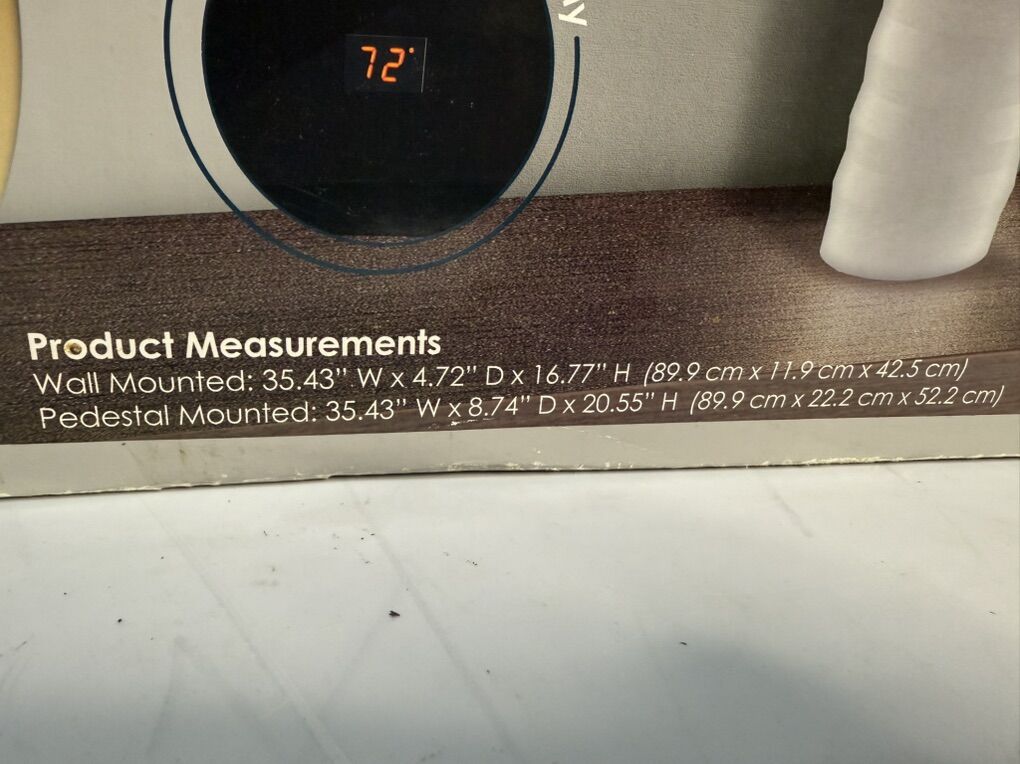 AY
72°
Product Measurements
Wall Mounted: 35.43" W x 4.72" D x 16.77" H (89.9 cm x 11.9 cm x 42.5 cm)
Pedestal Mounted: 35.43" W x 8.74" D x 20.55" H (89.9 cm x 22.2 cm x 52.2 cm)